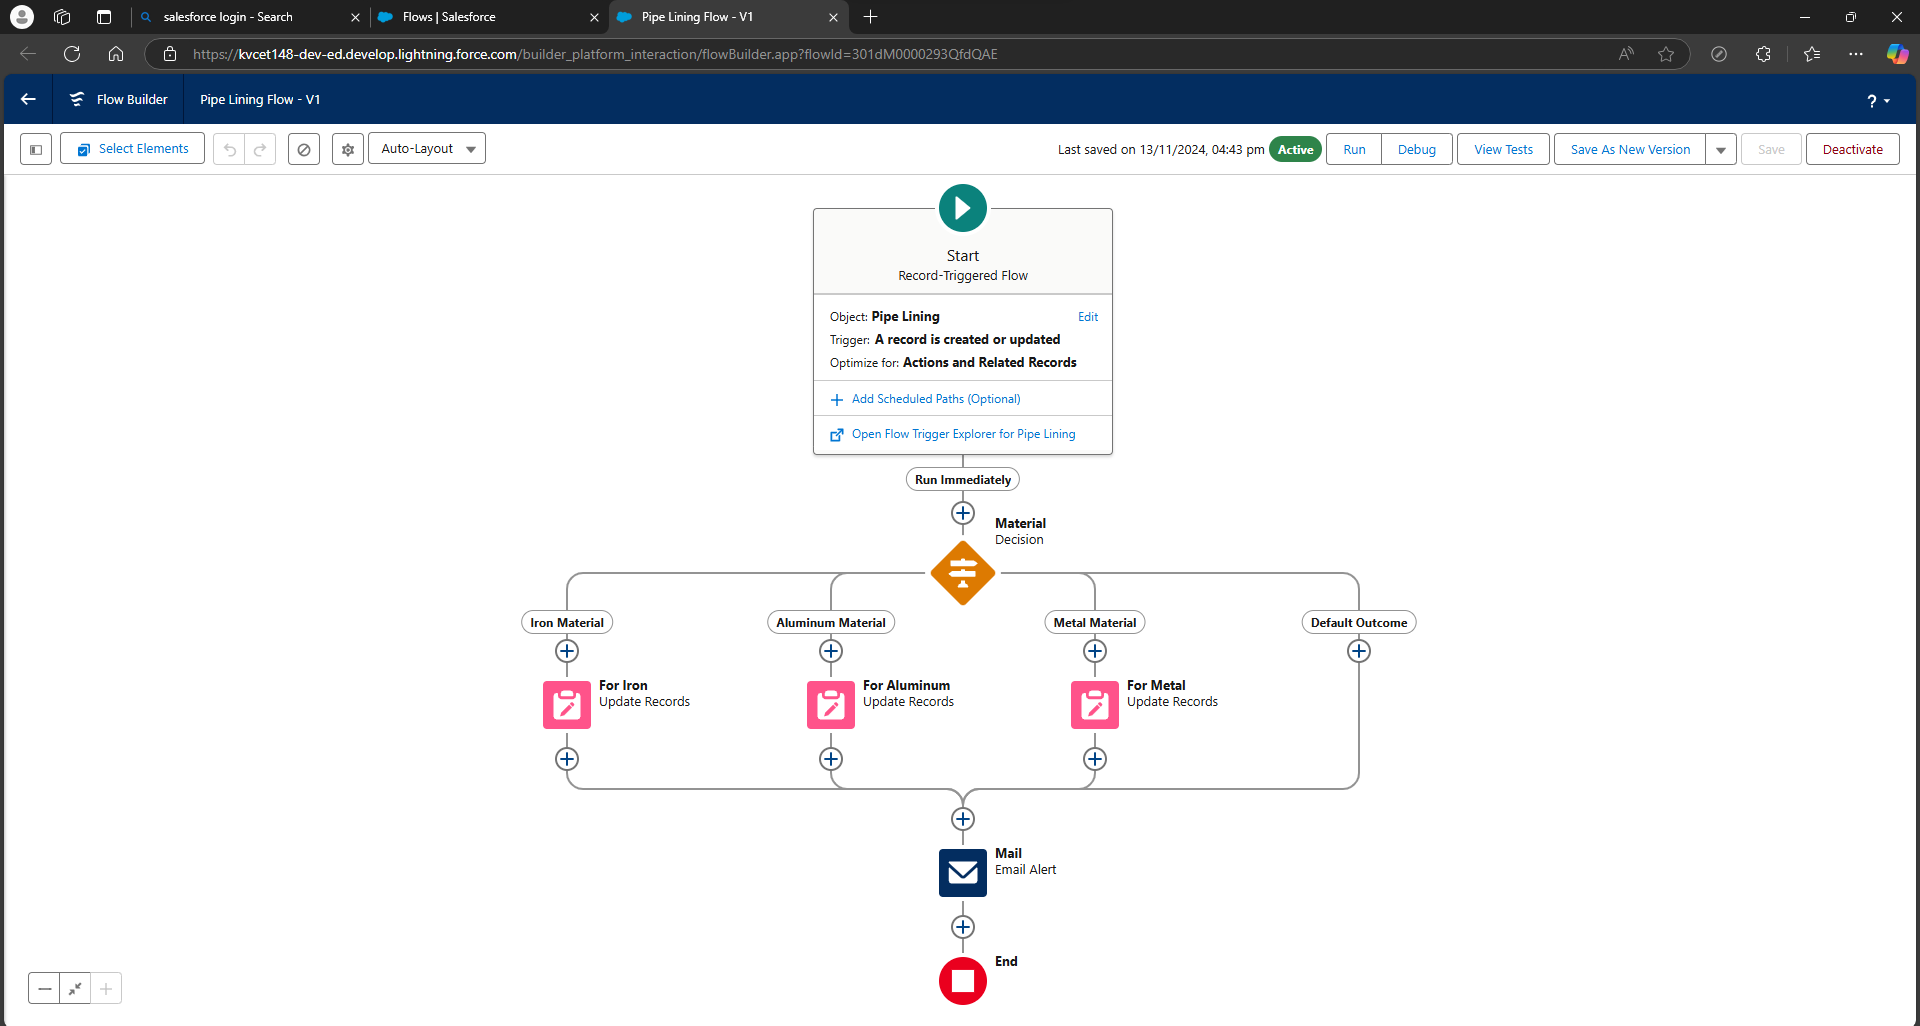 salesforce login - Search
Flows | Salesforce
Pipe Lining Flow - V1
https://kvcet148-dev-ed.develop.lightning.force.com/builder_platform_interaction/flowBuilder.app?flowId=301dM0000293QfdQAE
Flow Builder
Pipe Lining Flow - V1
?
Select Elements
Auto-Layout
Last saved on 13/11/2024, 04:43 pm
Active
Run
Debug
View Tests
Save As New Version
Save
Deactivate
Start
Record-Triggered Flow
Object: Pipe Lining
Edit
Trigger: A record is created or updated
Optimize for: Actions and Related Records
Add Scheduled Paths (Optional)
Open Flow Trigger Explorer for Pipe Lining
Run Immediately
Material
Decision
Iron Material
Aluminum Material
Metal Material
Default Outcome
For Iron
Update Records
For Aluminum
Update Records
For Metal
Update Records
Mail
Email Alert
End